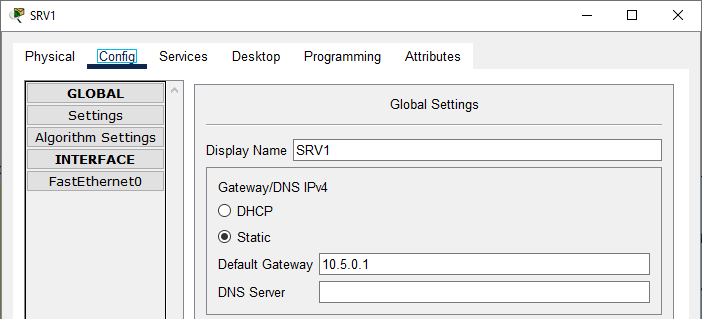 SRV1
Physical Config Services Desktop Programming Attributes
GLOBAL
Settings
Algorithm Settings
INTERFACE
FastEthernet0
Global Settings
Display Name SRV1
Gateway/DNS IPv4
DHCP
Static
Default Gateway 10.5.0.1
DNS Server